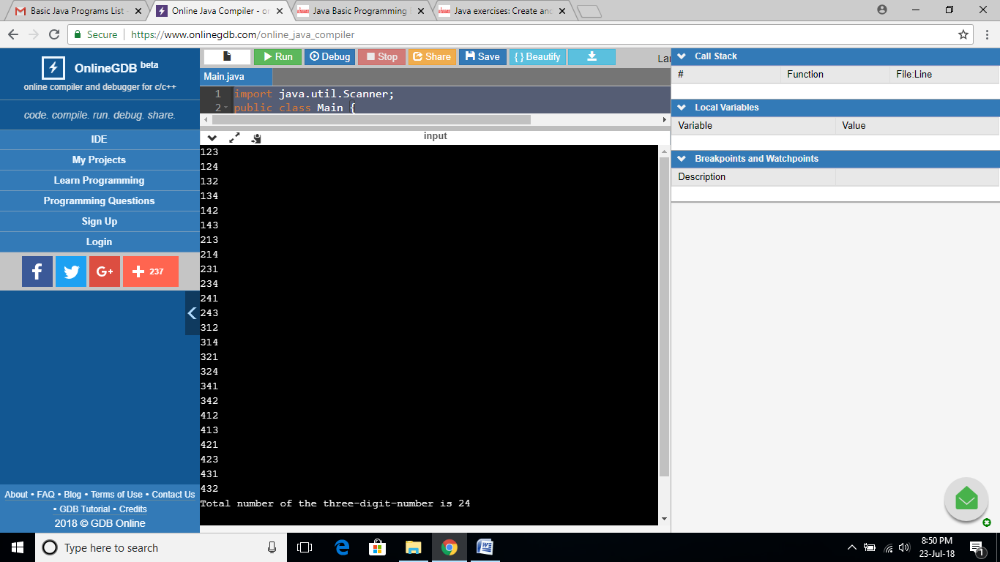 Basic Java Programs List
Online Java Compiler - or
Java Basic Programming
Java exercises: Create and
Secure
https://www.onlinegdb.com/online_java_compiler
OnlineGDB beta
online compiler and debugger for c/c++
code. compile. run. debug. share.
IDE
My Projects
Learn Programming
Programming Questions
Sign Up
Login
f
G+
+ 237
About • FAQ • Blog • Terms of Use • Contact Us
• GDB Tutorial • Credits
2018 © GDB Online
Run
Debug
Stop
Share
Save
{ } Beautify
Lar
Main.java
1 import java.util.Scanner;
2 public class Main {
input
123
124
132
134
142
143
213
214
231
234
241
243
312
314
321
324
341
342
412
413
421
423
431
432
Total number of the three-digit-number is 24
Call Stack
# Function File:Line
Local Variables
Variable Value
Breakpoints and Watchpoints
Description
Type here to search
8:50 PM
23-Jul-18
1